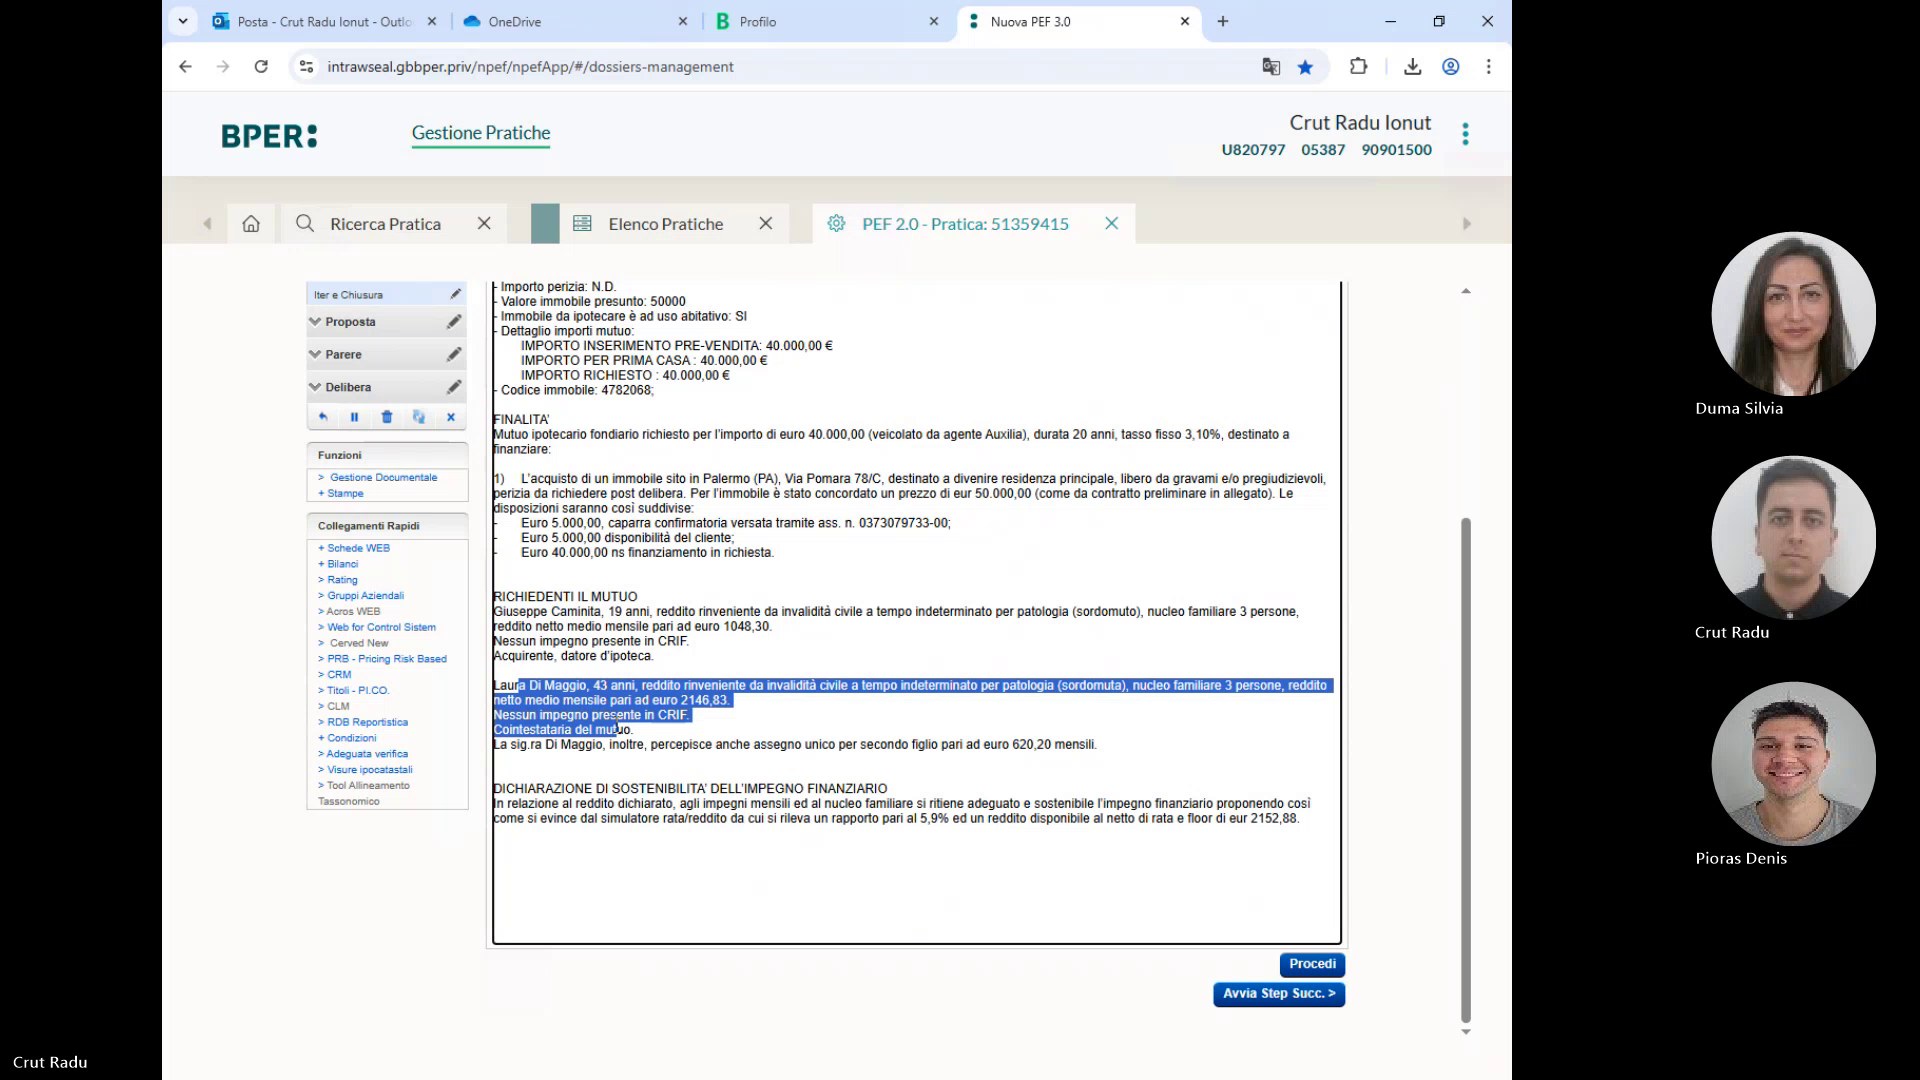 Posta - Crut Radu Ionut - Outlo
OneDrive
Profilo
Nuova PEF 3.0
intrawseal.gbbper.priv/npef/npefApp/#/dossiers-management
BPER:
Gestione Pratiche
Crut Radu Ionut
U820797 05387 90901500
Ricerca Pratica
Elenco Pratiche
PEF 2.0 - Pratica: 51359415
Iter e Chiusura
Proposta
Parere
Delibera
Funzioni
> Gestione Documentale
+ Stampe
Collegamenti Rapidi
+ Schede WEB
+ Bilanci
> Rating
> Gruppi Aziendali
> Acros WEB
> Web for Control Sistem
> Cerved New
> PRB - Pricing Risk Based
> CRM
> Titoli - PI.CO.
> CLM
> RDB Reportistica
+ Condizioni
> Adeguata verifica
> Visure ipocatastali
> Tool Allineamento
Tassonomico
- Importo perizia: N.D.
- Valore immobile presunto: 50000
- Immobile da ipotecare è ad uso abitativo: SI
- Dettaglio importi mutuo:
IMPORTO INSERIMENTO PRE-VENDITA: 40.000,00 €
IMPORTO PER PRIMA CASA : 40.000,00 €
IMPORTO RICHIESTO : 40.000,00 €
- Codice immobile: 4782068;
FINALITA'
Mutuo ipotecario fondiario richiesto per l'importo di euro 40.000,00 (veicolato da agente Auxilia), durata 20 anni, tasso fisso 3,10%, destinato a
finanziare:
1) L'acquisto di un immobile sito in Palermo (PA), Via Pomara 78/C, destinato a divenire residenza principale, libero da gravami e/o pregiudizievoli,
perizia da richiedere post delibera. Per l'immobile è stato concordato un prezzo di eur 50.000,00 (come da contratto preliminare in allegato). Le
disposizioni saranno così suddivise:
- Euro 5.000,00, caparra confirmatoria versata tramite ass. n. 0373079733-00;
- Euro 5.000,00 disponibilità del cliente;
- Euro 40.000,00 ns finanziamento in richiesta.
RICHIEDENTI IL MUTUO
Giuseppe Caminita, 19 anni, reddito rinveniente da invalidità civile a tempo indeterminato per patologia (sordomuto), nucleo familiare 3 persone,
reddito netto medio mensile pari ad euro 1048,30.
Nessun impegno presente in CRIF.
Acquirente, datore d'ipoteca.
Laura Di Maggio, 43 anni, reddito rinveniente da invalidità civile a tempo indeterminato per patologia (sordomuta), nucleo familiare 3 persone, reddito
netto medio mensile pari ad euro 2146,83.
Nessun impegno presente in CRIF.
Cointestataria del mutuo.
La sig.ra Di Maggio, inoltre, percepisce anche assegno unico per secondo figlio pari ad euro 620,20 mensili.
DICHIARAZIONE DI SOSTENIBILITA' DELL'IMPEGNO FINANZIARIO
In relazione al reddito dichiarato, agli impegni mensili ed al nucleo familiare si ritiene adeguato e sostenibile l'impegno finanziario proponendo così
come si evince dal simulatore rata/reddito da cui si rileva un rapporto pari al 5,9% ed un reddito disponibile al netto di rata e floor di eur 2152,88.
Procedi
Avvia Step Succ. >
Duma Silvia
Crut Radu
Pioras Denis
Crut Radu